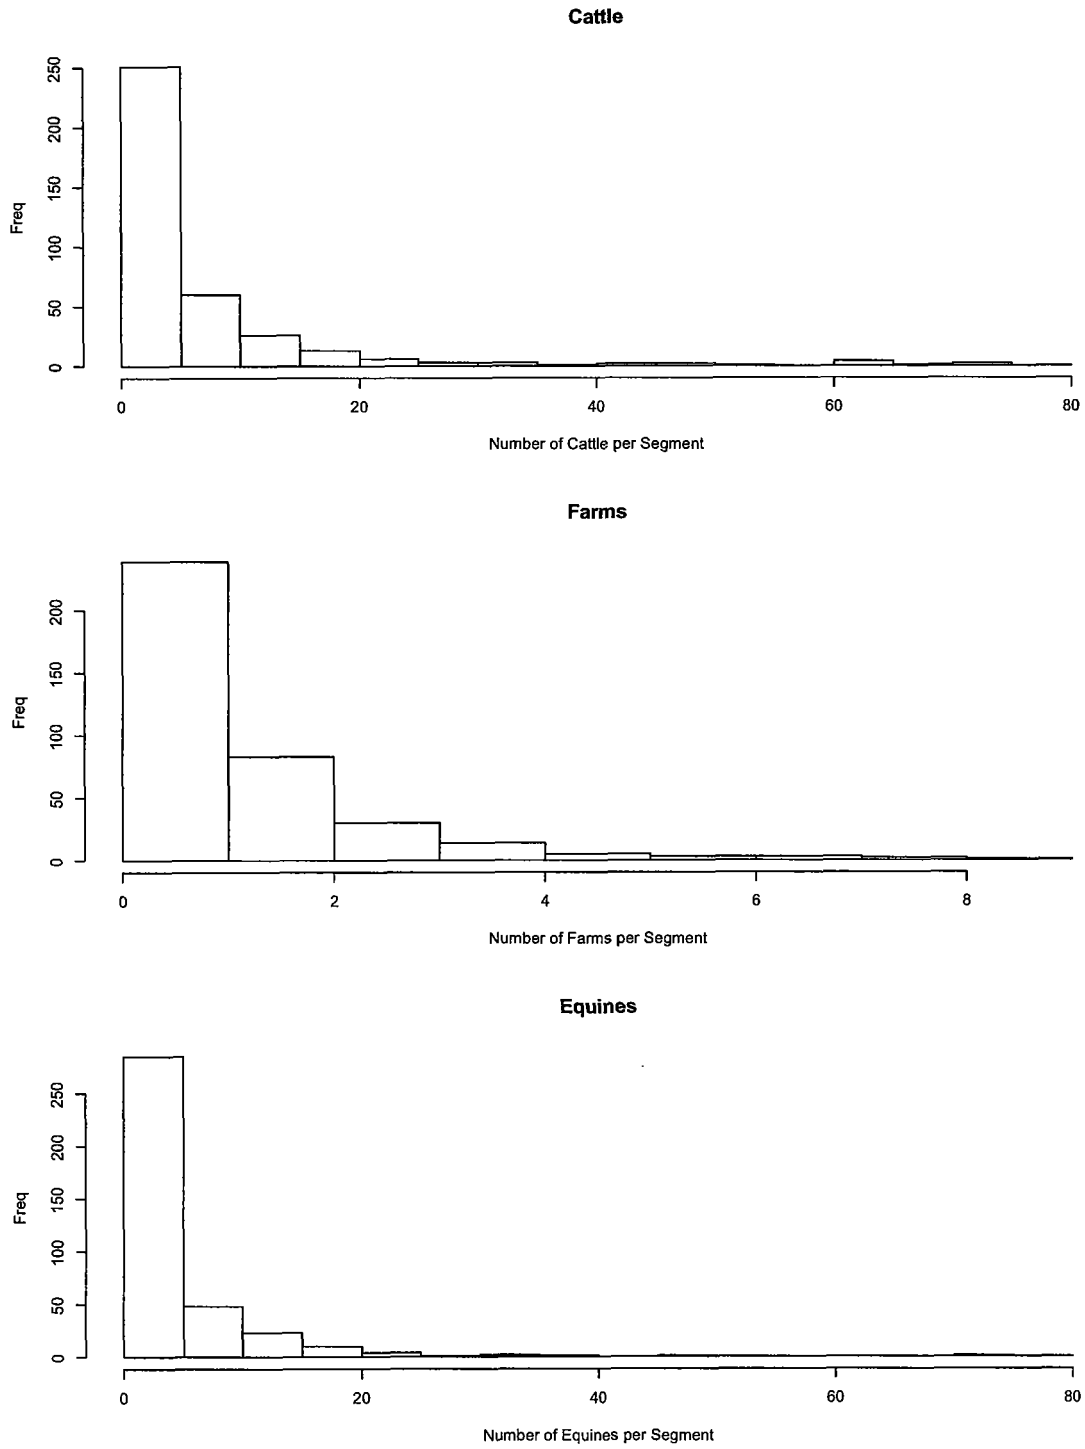 Cattle
Freq
250
200
150
100
50
0
0 20 40 60 80
Number of Cattle per Segment
Farms
Freq
200
150
100
50
0
0 2 4 6 8
Number of Farms per Segment
Equines
Freq
250
200
150
100
50
0
0 20 40 60 80
Number of Equines per Segment